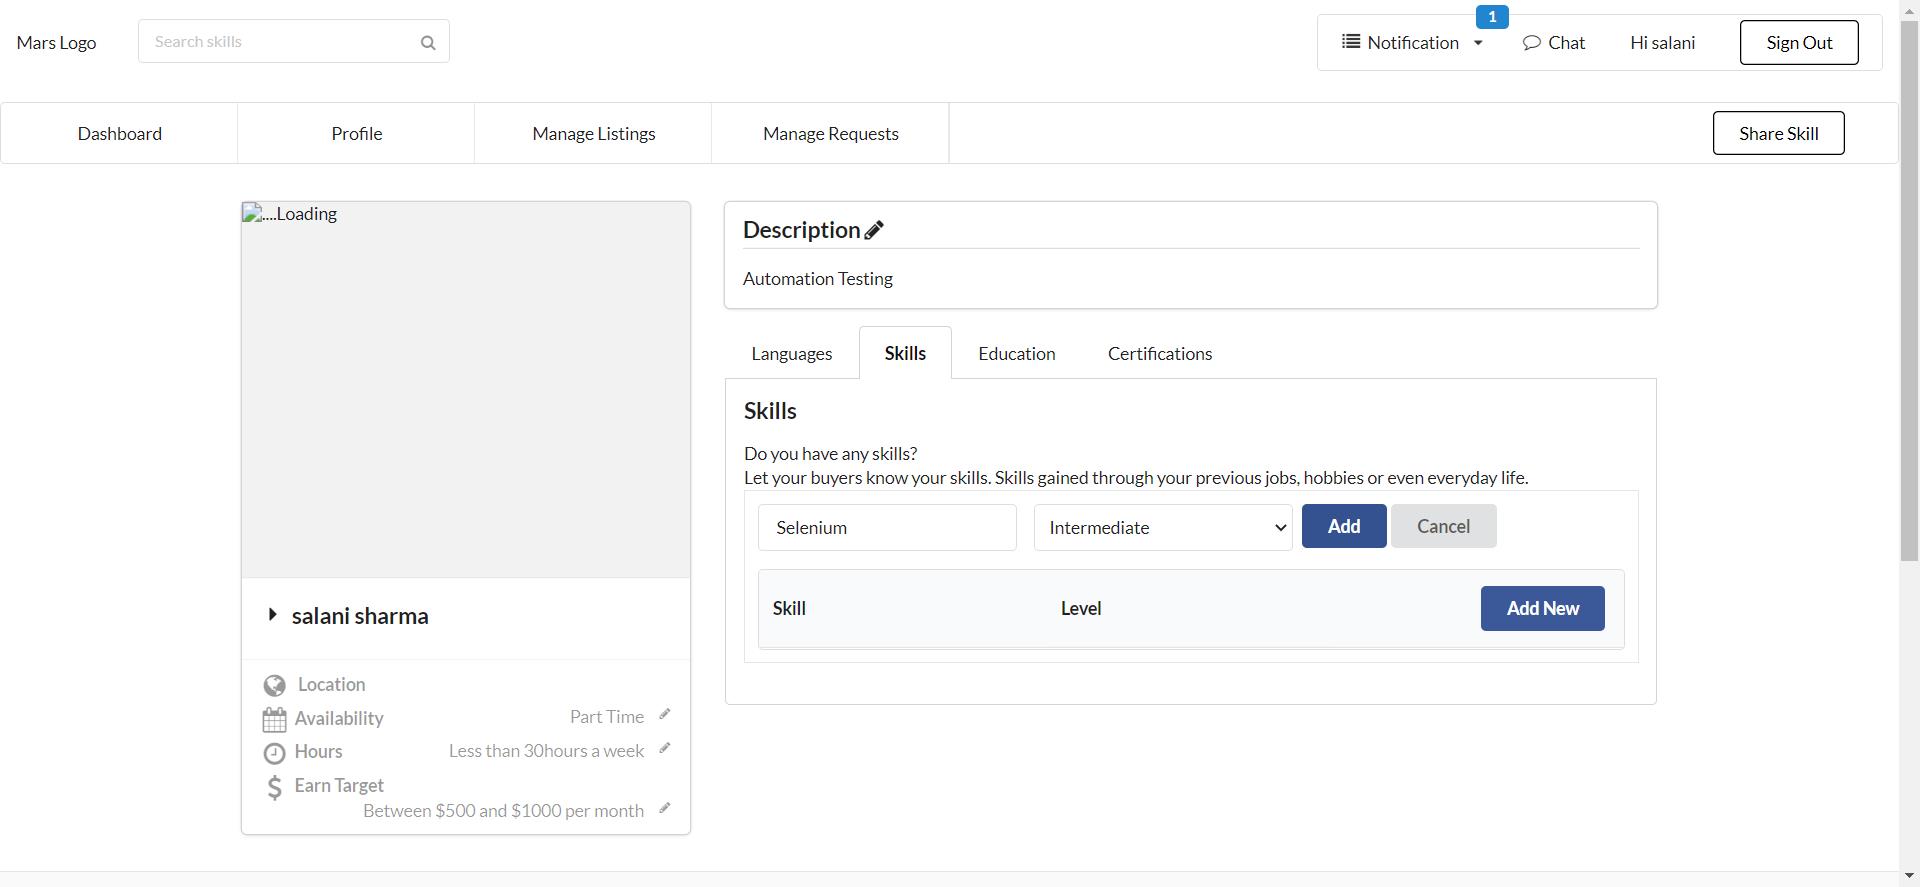 Mars Logo
Search skills
1
Notification
Chat
Hi salani
Sign Out
Dashboard
Profile
Manage Listings
Manage Requests
Share Skill
....Loading
salani sharma
Location
Availability
Part Time
Hours
Less than 30hours a week
Earn Target
Between $500 and $1000 per month
Description
Automation Testing
Languages
Skills
Education
Certifications
Skills
Do you have any skills?
Let your buyers know your skills. Skills gained through your previous jobs, hobbies or even everyday life.
Selenium
Intermediate
Add
Cancel
Skill
Level
Add New